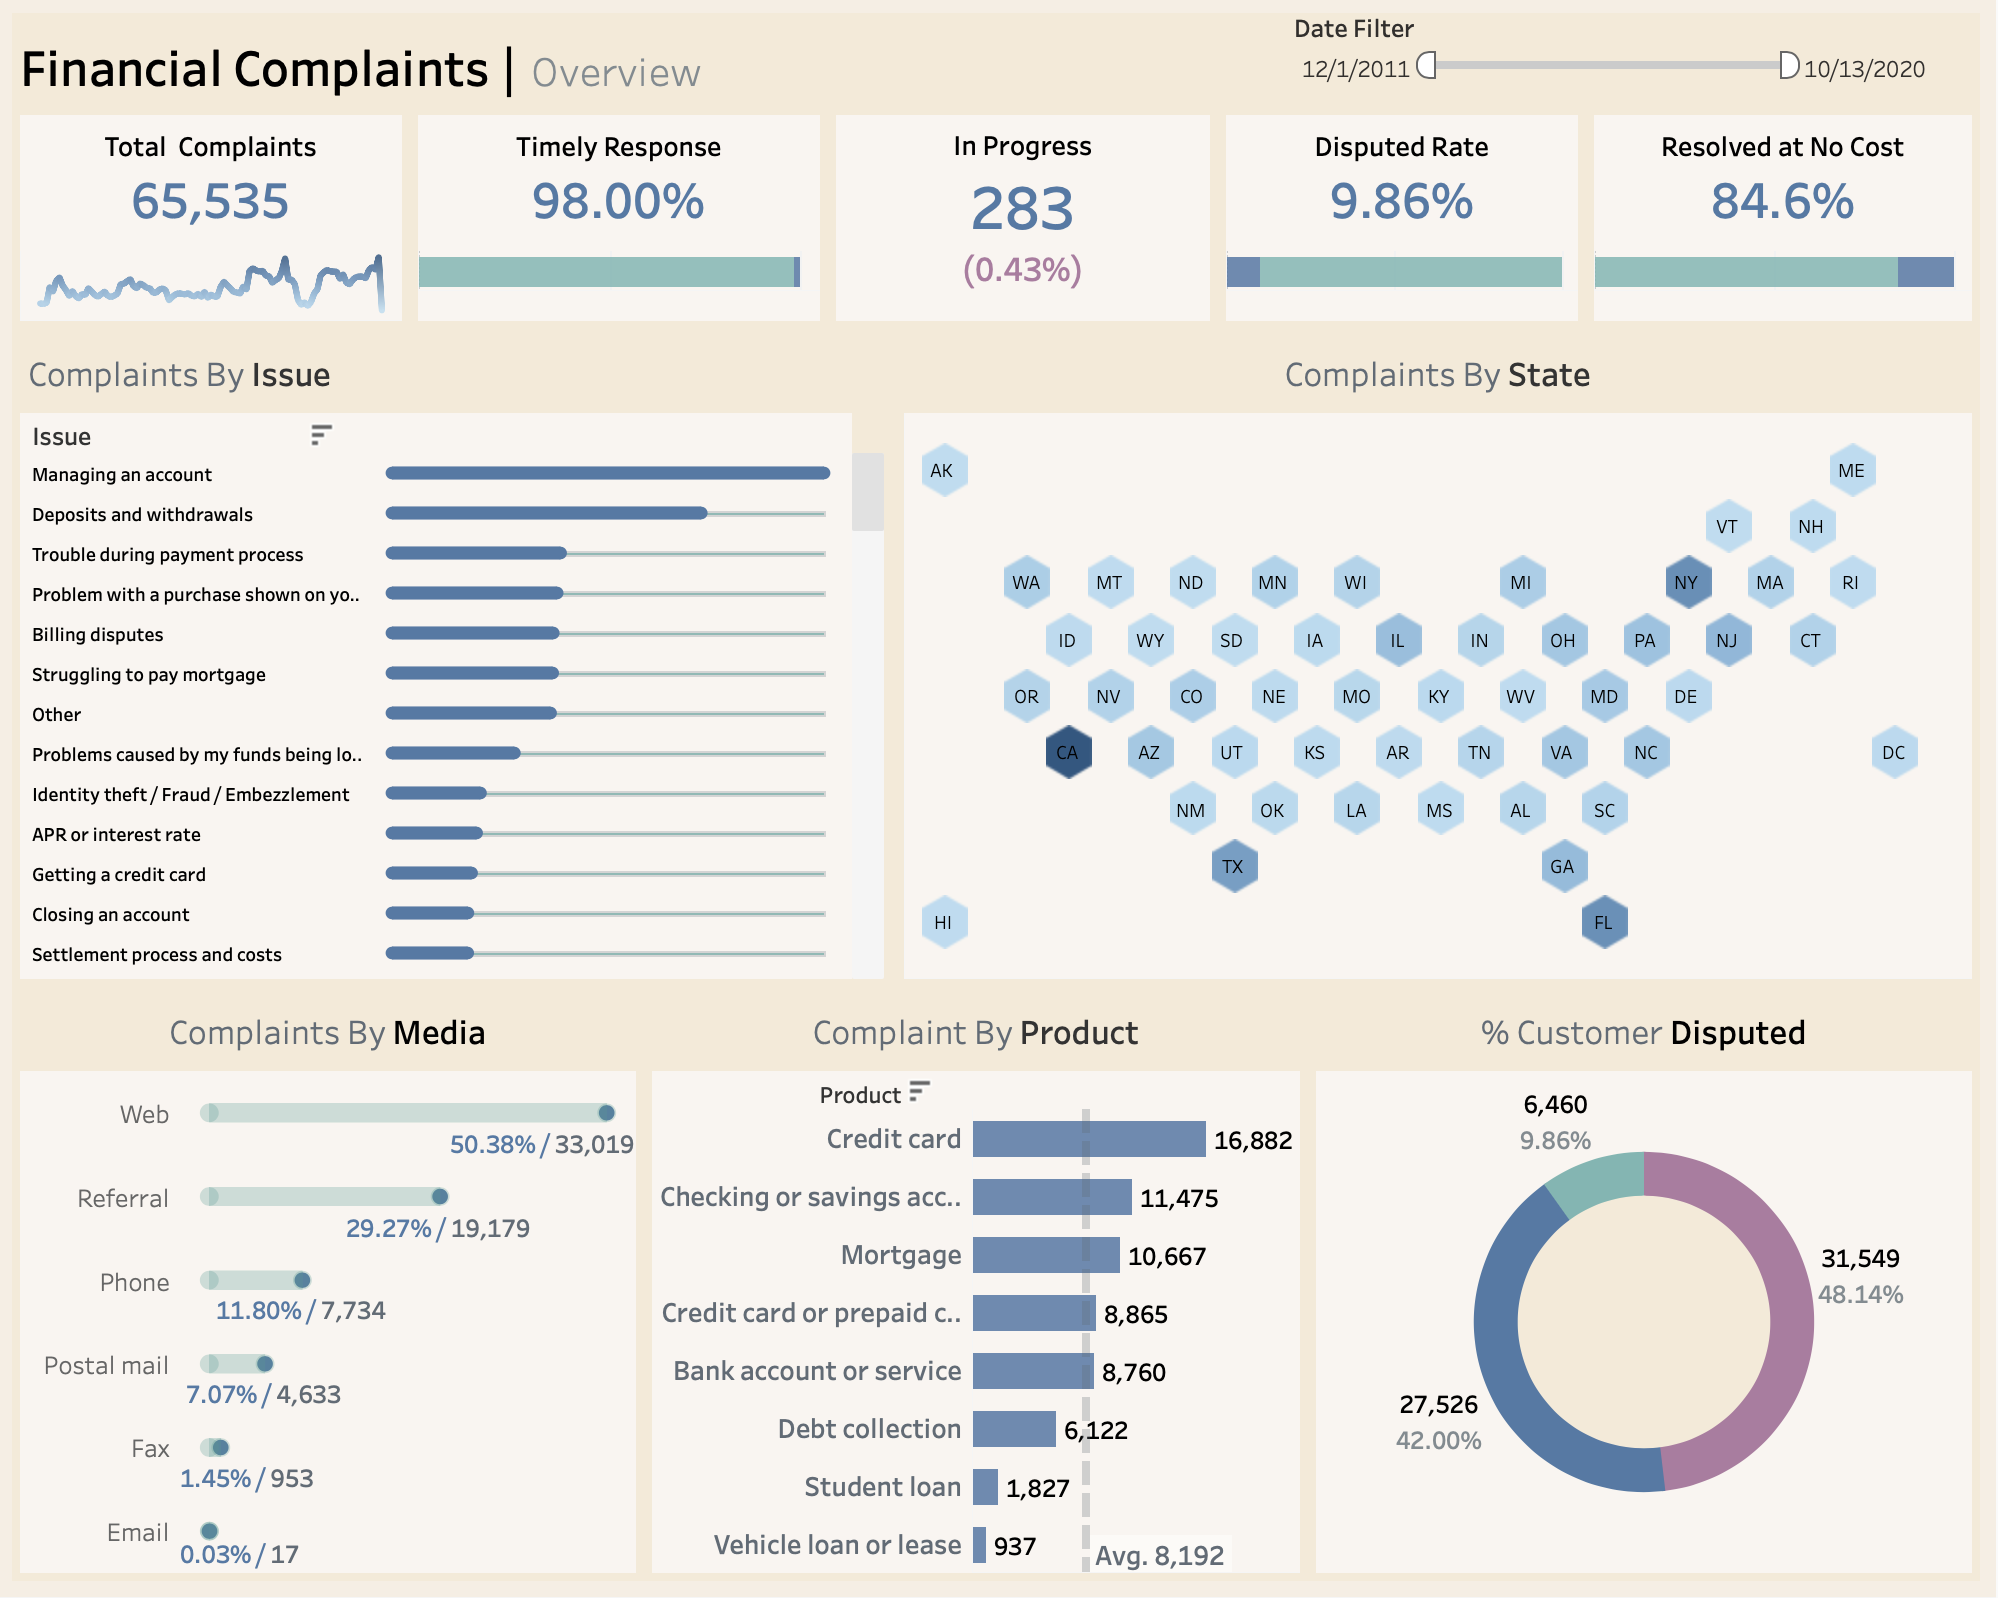 Date Filter
Financial Complaints | Overview
12/1/2011 10/13/2020
Total Complaints
65,535
Timely Response
98.00%
In Progress
283
(0.43%)
Disputed Rate
9.86%
Resolved at No Cost
84.6%
Complaints By Issue
Issue
Managing an account
Deposits and withdrawals
Trouble during payment process
Problem with a purchase shown on yo..
Billing disputes
Struggling to pay mortgage
Other
Problems caused by my funds being lo..
Identity theft / Fraud / Embezzlement
APR or interest rate
Getting a credit card
Closing an account
Settlement process and costs
Complaints By State
AK ME
VT NH
WA MT ND MN WI MI NY MA RI
ID WY SD IA IL IN OH PA NJ CT
OR NV CO NE MO KY WV MD DE
CA AZ UT KS AR TN VA NC DC
NM OK LA MS AL SC
TX GA
HI FL
Complaints By Media
Web
50.38% / 33,019
Referral
29.27% / 19,179
Phone
11.80% / 7,734
Postal mail
7.07% / 4,633
Fax
1.45% / 953
Email
0.03% / 17
Complaint By Product
Product
Credit card 16,882
Checking or savings acc.. 11,475
Mortgage 10,667
Credit card or prepaid c.. 8,865
Bank account or service 8,760
Debt collection 6,122
Student loan 1,827
Vehicle loan or lease 937
Avg. 8,192
% Customer Disputed
6,460
9.86%
31,549
48.14%
27,526
42.00%